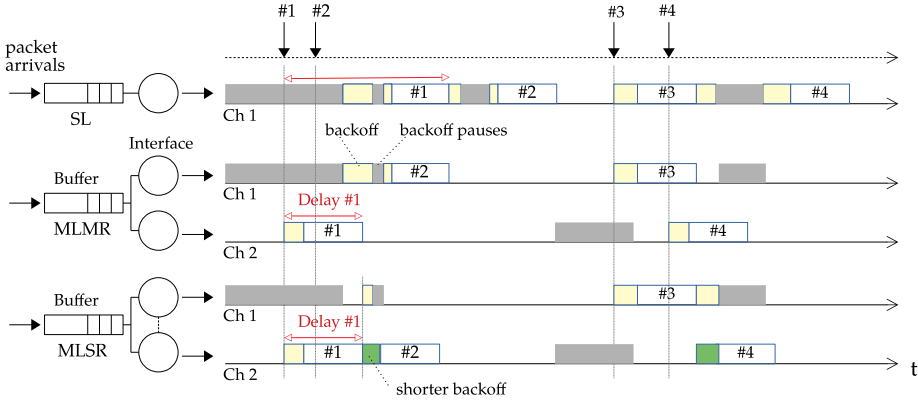 #1 #2 #3 #4
packet
arrivals
#1 #2 #3 #4
SL
Ch 1
backoff backoff pauses
Interface
Buffer
#2 #3
Ch 1
Delay #1
MLMR
#1 #4
Ch 2
Buffer
#3
Ch 1
Delay #1
MLSR
#1 #2 #4
Ch 2
t
shorter backoff